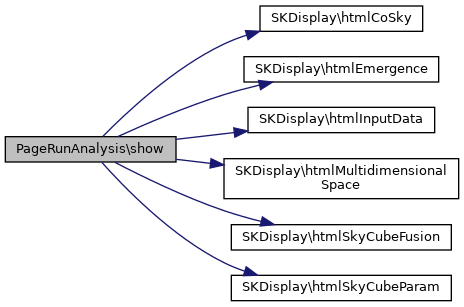 SKDisplay\htmlCoSky
SKDisplay\htmlEmergence
PageRunAnalysis\show
SKDisplay\htmlInputData
SKDisplay\htmlMultidimensional
Space
SKDisplay\htmlSkyCubeFusion
SKDisplay\htmlSkyCubeParam